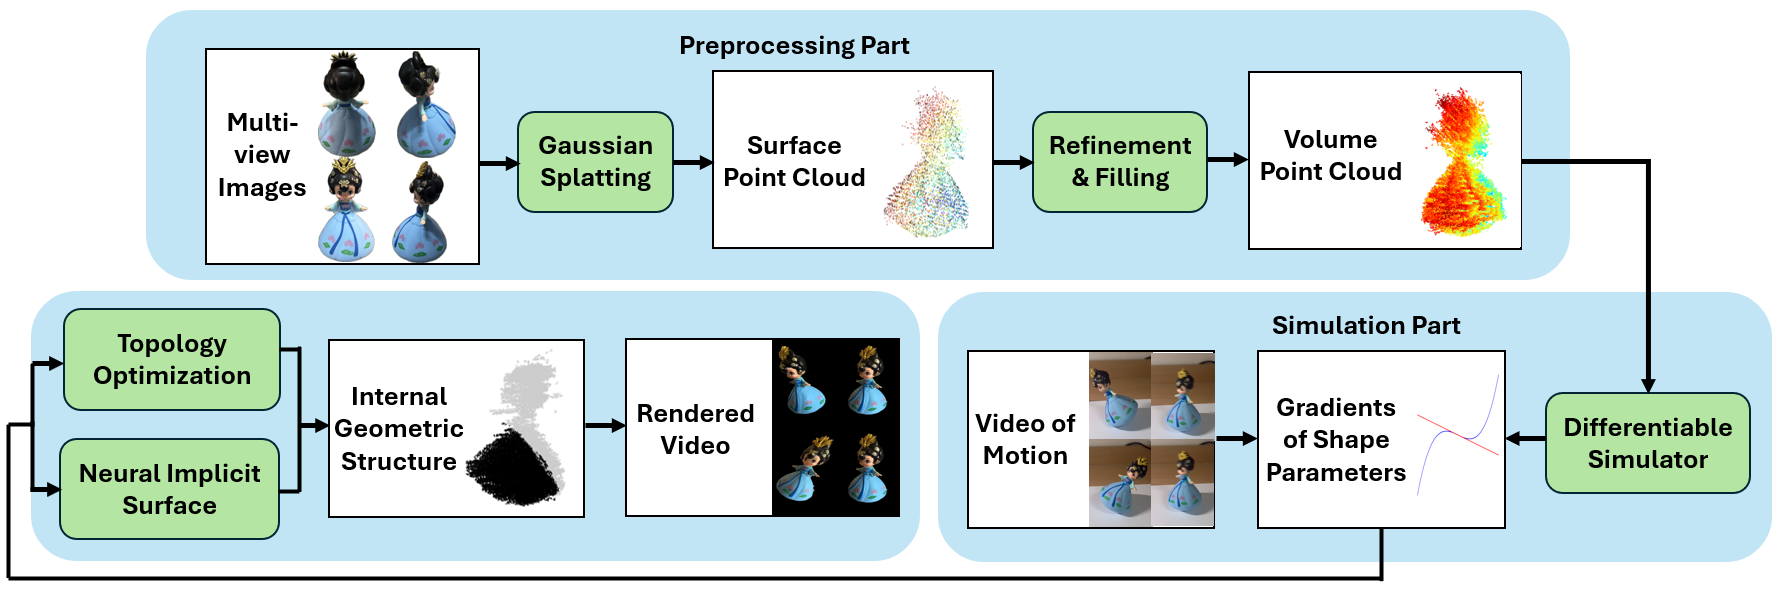 Preprocessing Part
Multi-
view
Images
Gaussian
Splatting
Surface
Point Cloud
Refinement
& Filling
Volume
Point Cloud
Topology
Optimization
Neural Implicit
Surface
Internal
Geometric
Structure
Rendered
Video
Simulation Part
Video of
Motion
Gradients
of Shape
Parameters
Differentiable
Simulator